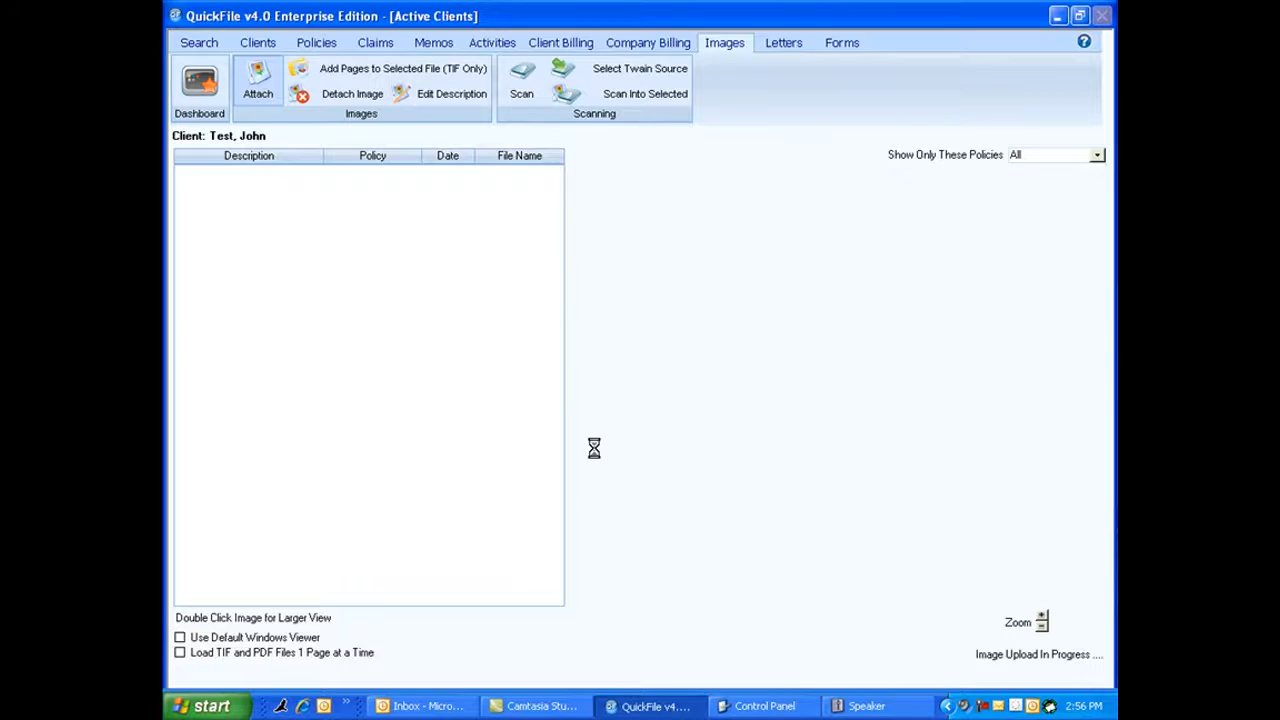 QuickFile v4.0 Enterprise Edition - [Active Clients]
Search Clients Policies Claims Memos Activities Client Billing Company Billing Images Letters Forms
Dashboard
Attach
Add Pages to Selected File (TIF Only)
Detach Image Edit Description
Images
Scan
Select Twain Source
Scan Into Selected
Scanning
Client: Test, John
Description Policy Date File Name
Show Only These Policies All
Double Click Image for Larger View
Use Default Windows Viewer
Load TIF and PDF Files 1 Page at a Time
Zoom
Image Upload In Progress ....
start Inbox - Micro... Camtasia Stu... QuickFile v4.... Control Panel Speaker 2:56 PM